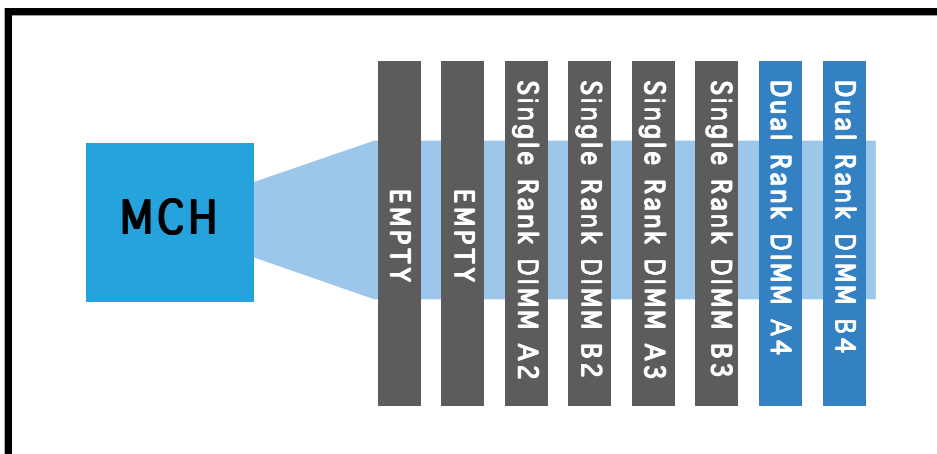 MCH
EMPTY
EMPTY
Single Rank DIMM A2
Single Rank DIMM B2
Single Rank DIMM A3
Single Rank DIMM B3
Dual Rank DIMM A4
Dual Rank DIMM B4